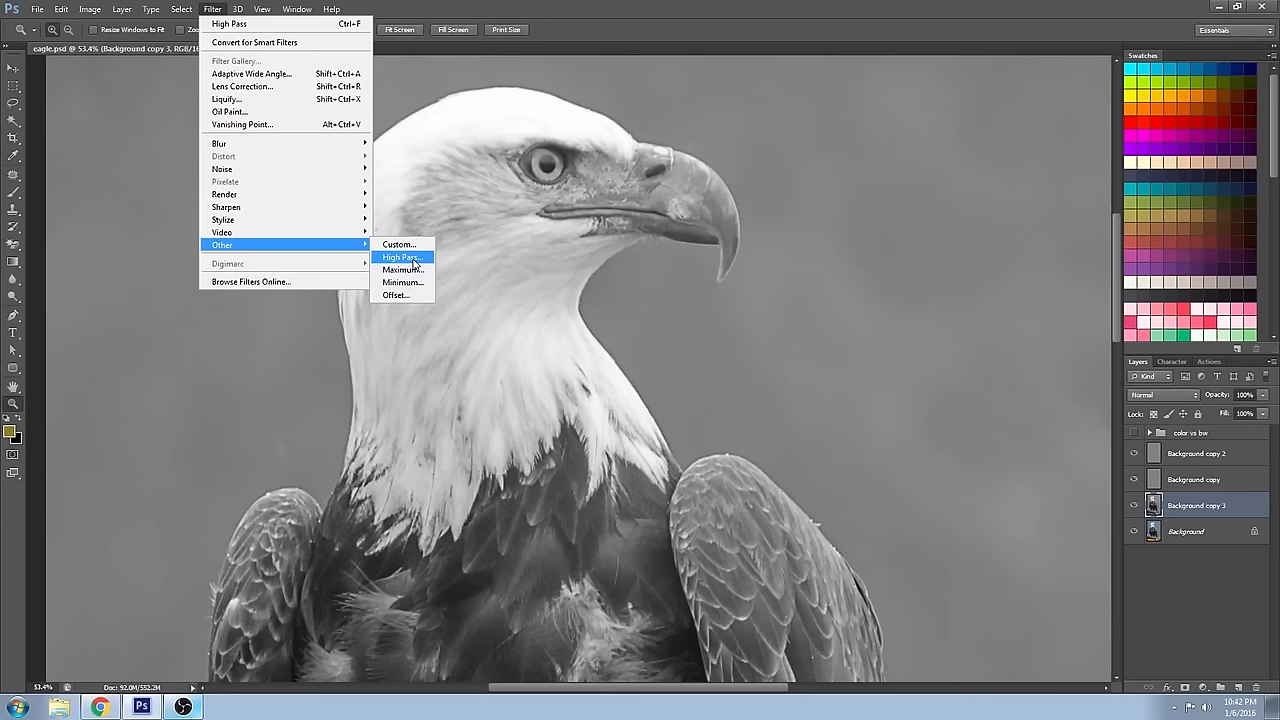 Ps File Edit Image Layer Type Select Filter 3D View Window Help
Resize Windows to Fit Fit Screen Fill Screen Print Size Essentials
eagle.psd @ 53.4% (Background copy 3, RGB/16
High Pass Ctrl+F
Convert for Smart Filters
Filter Gallery...
Adaptive Wide Angle... Shift+Ctrl+A
Lens Correction... Shift+Ctrl+R
Liquify... Shift+Ctrl+X
Oil Paint...
Vanishing Point... Alt+Ctrl+V
Blur
Distort
Noise
Pixelate
Render
Sharpen
Stylize
Video
Other
Digimarc
Browse Filters Online...
Custom...
High Pass...
Maximum...
Minimum...
Offset...
Swatches
Layers Character Actions
Kind
Normal Opacity: 100%
Lock: Fill: 100%
color vs bw
Background copy 2
Background copy
Background copy 3
Background
53.4% Doc: 92.0M/552.2M
Ps
10:42 PM
1/6/2016